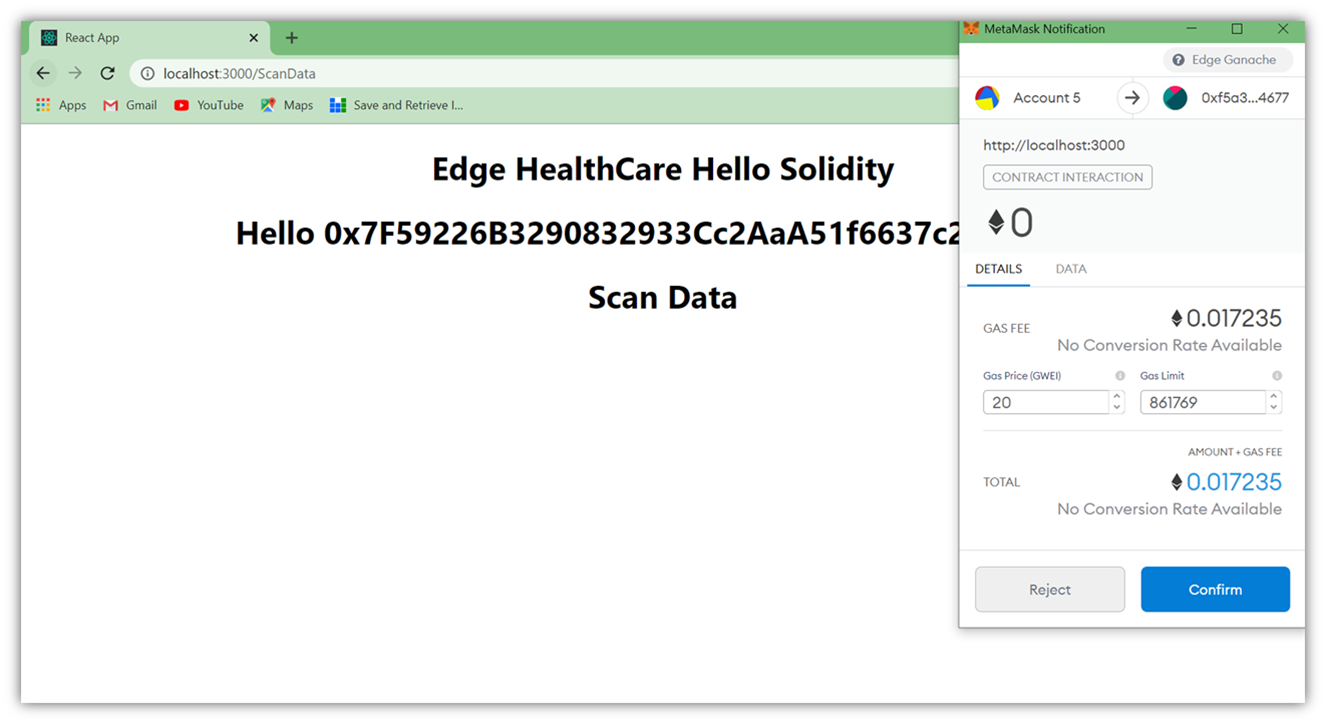 React App
MetaMask Notification
localhost:3000/ScanData
Apps Gmail YouTube Maps Save and Retrieve I...
Edge HealthCare Hello Solidity
Hello 0x7F59226B3290832933Cc2AaA51f6637c2
Scan Data
Edge Ganache
Account 5 0xf5a3...4677
http://localhost:3000
CONTRACT INTERACTION
0
DETAILS DATA
GAS FEE 0.017235
No Conversion Rate Available
Gas Price (GWEI) Gas Limit
20 861769
AMOUNT + GAS FEE
TOTAL 0.017235
No Conversion Rate Available
Reject Confirm